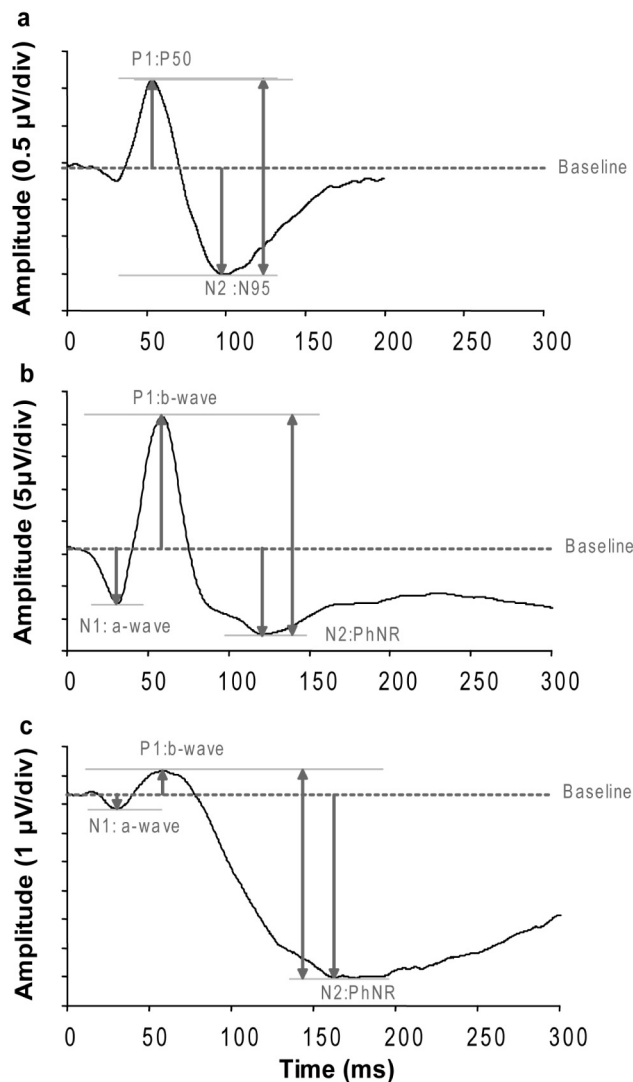 a
P1:P50
Amplitude (0.5 µV/div)
Baseline
N2 :N95
0 50 100 150 200 250 300
b
P1:b-wave
Amplitude (5µV/div)
Baseline
N1: a-wave
N2:PhNR
0 50 100 150 200 250 300
c
P1:b-wave
Amplitude (1 µV/div)
Baseline
N1: a-wave
N2:PhNR
0 50 100 150 200 250 300
Time (ms)